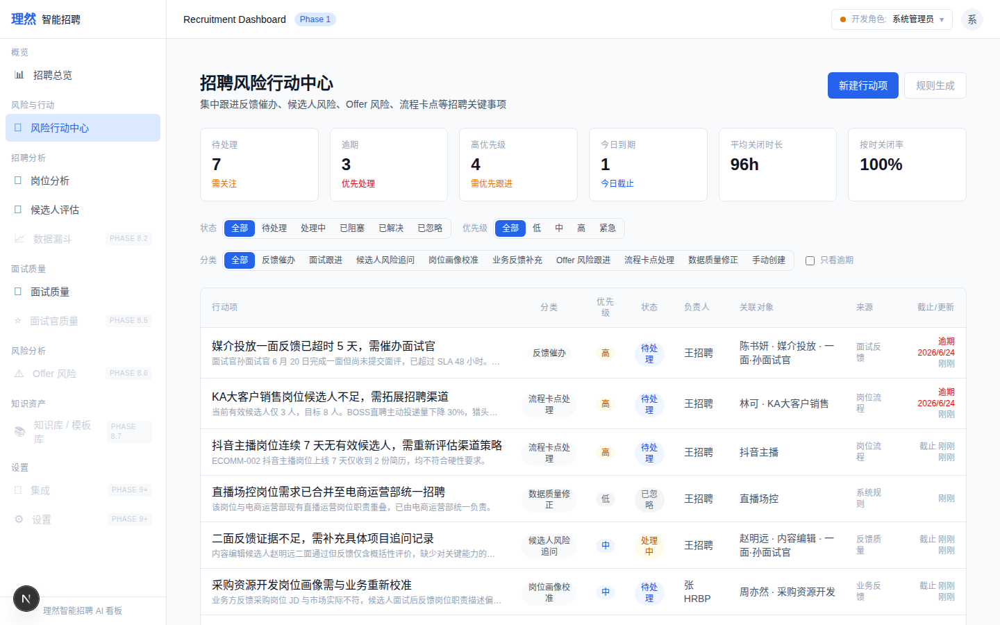 理然 智能招聘
Recruitment Dashboard Phase 1
开发角色: 系统管理员 ▾ 系
概览
招聘总览
风险与行动
风险行动中心
招聘分析
岗位分析
候选人评估
数据漏斗 PHASE 8.2
面试质量
面试质量
面试官质量 PHASE 8.5
风险分析
Offer 风险 PHASE 8.6
知识资产
知识库 / 模板库 PHASE 8.7
设置
集成 PHASE 9+
设置 PHASE 9+
N
理然智能招聘 AI 看板
招聘风险行动中心
集中跟进反馈催办、候选人风险、Offer 风险、流程卡点等招聘关键事项
新建行动项 规则生成
待处理
7
需关注
逾期
3
优先处理
高优先级
4
需优先跟进
今日到期
1
今日截止
平均关闭时长
96h
按时关闭率
100%
状态 全部 待处理 处理中 已阻塞 已解决 已忽略 优先级 全部 低 中 高 紧急
分类 全部 反馈催办 面试跟进 候选人风险追问 岗位画像校准 业务反馈补充 Offer 风险跟进 流程卡点处理 数据质量修正 手动创建 只看逾期
行动项 分类 优先级 状态 负责人 关联对象 来源 截止/更新
媒介投放一面反馈已超时 5 天，需催办面试官
面试官孙面试官 6 月 20 日完成一面但尚未提交面评，已超过 SLA 48 小时。...
反馈催办 高 待处理 王招聘 陈书妍 · 媒介投放 · 一面·孙面试官 面试反馈 逾期 2026/6/24 刚刚
KA大客户销售岗位候选人不足，需拓展招聘渠道
当前有效候选人仅 3 人，目标 8 人。BOSS直聘主动投递量下降 30%，猎头...
流程卡点处理 高 待处理 王招聘 林可 · KA大客户销售 岗位流程 逾期 2026/6/24 刚刚
抖音主播岗位连续 7 天无有效候选人，需重新评估渠道策略
ECOMM-002 抖音主播岗位上线 7 天仅收到 2 份简历，均不符合硬性要求。
流程卡点处理 高 待处理 王招聘 抖音主播 岗位流程 截止 刚刚 刚刚
直播场控岗位需求已合并至电商运营部统一招聘
该岗位与电商运营部现有直播运营岗位职责重叠，已由电商运营部统一负责。
数据质量修正 低 已忽略 王招聘 直播场控 系统规则 刚刚
二面反馈证据不足，需补充具体项目追问记录
内容编辑候选人赵明远二面通过但反馈仅含概括性评价，缺少对关键能力的...
候选人风险追问 中 处理中 王招聘 赵明远 · 内容编辑 · 一面·孙面试官 反馈质量 截止 刚刚 刚刚
采购资源开发岗位画像需与业务重新校准
业务方反馈采购岗位 JD 与市场实际不符，候选人面试后反馈岗位职责描述偏...
岗位画像校准 中 待处理 张 HRBP 周亦然 · 采购资源开发 业务反馈 截止 刚刚 刚刚